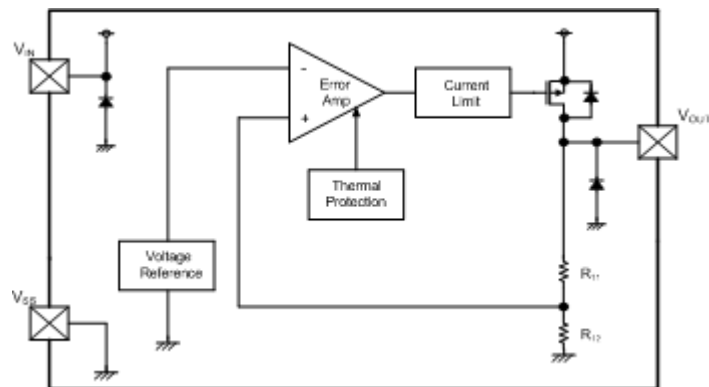 VIN
-
Error
Amp
+
Current
Limit
VOUT
Thermal
Protection
Voltage
Reference
R11
VSS
R12